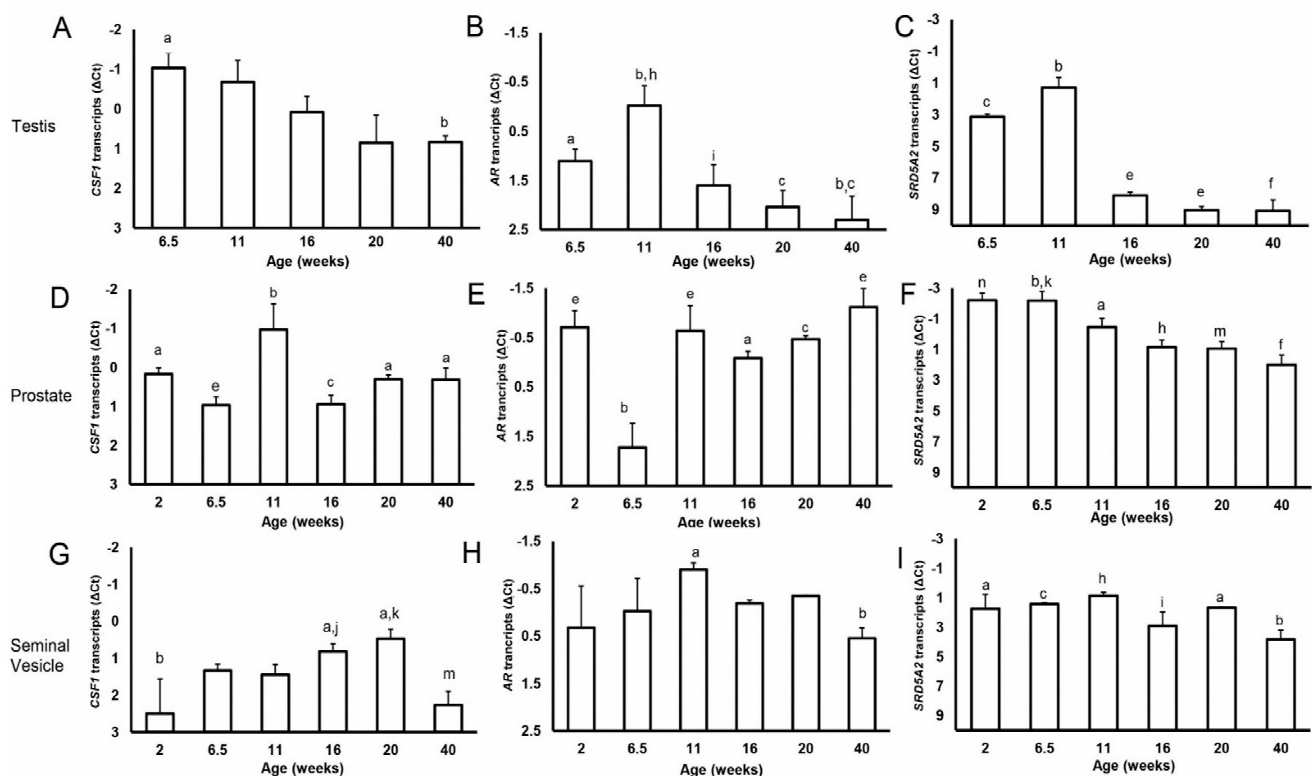 A
-2
-1
0
1
2
3
CSF1 transcripts (ΔCt)
a
b
6.5 11 16 20 40
Age (weeks)
B
-1.5
-0.5
0.5
1.5
2.5
AR trancripts (ΔCt)
a
b,h
i
c
b,c
6.5 11 16 20 40
Age (weeks)
C
-3
-1
1
3
5
7
9
SRD5A2 transcripts (ΔCt)
c
b
e
e
f
6.5 11 16 20 40
Age (weeks)
Testis
D
-2
-1
0
1
2
3
CSF1 transcripts (ΔCt)
a
e
b
c
a
a
2 6.5 11 16 20 40
Age (weeks)
E
-1.5
-0.5
0.5
1.5
2.5
AR trancripts (ΔCt)
e
b
e
a
c
e
2 6.5 11 16 20 40
Age (weeks)
F
-3
-1
1
3
5
7
9
SRD5A2 transcripts (ΔCt)
n
b,k
a
h
m
f
2 6.5 11 16 20 40
Age (weeks)
Prostate
G
-2
-1
0
1
2
3
CSF1 transcripts (ΔCt)
b
a,j
a,k
m
2 6.5 11 16 20 40
Age (weeks)
H
-1.5
-0.5
0.5
1.5
2.5
AR trancripts (ΔCt)
a
b
2 6.5 11 16 20 40
Age (weeks)
I
-3
-1
1
3
5
7
9
SRD5A2 transcripts (ΔCt)
a
c
h
i
a
b
2 6.5 11 16 20 40
Age (weeks)
Seminal
Vesicle